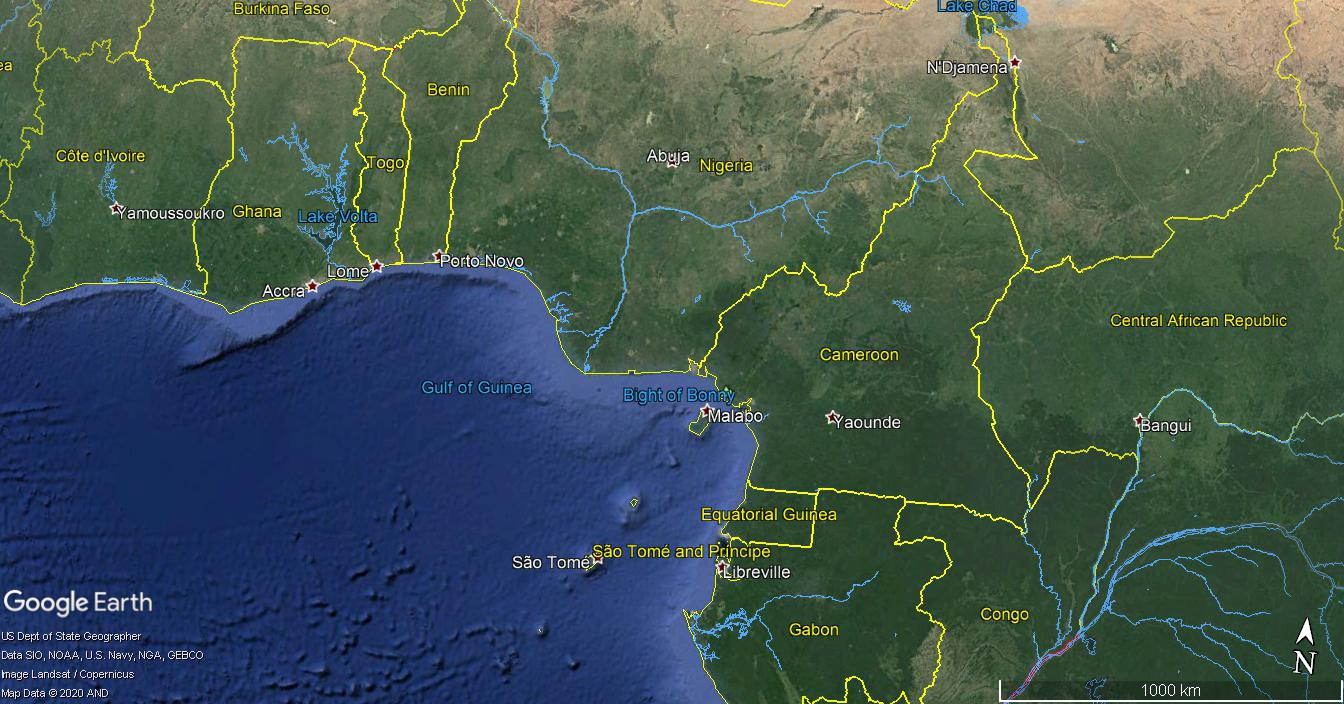 Burkina Faso
Lake Chad
ea
N'Djamena
Benin
Côte d'Ivoire
Togo
Abuja
Nigeria
Yamoussoukro
Ghana
Lake Volta
Lome
Porto Novo
Accra
Central African Republic
Cameroon
Gulf of Guinea
Bight of Bonny
Malabo
Yaounde
Bangui
Equatorial Guinea
São Tomé
São Tomé and Principe
Libreville
Google Earth
Congo
Gabon
US Dept of State Geographer
Data SIO, NOAA, U.S. Navy, NGA, GEBCO
Image Landsat / Copernicus
Map Data © 2020 AND
N
1000 km